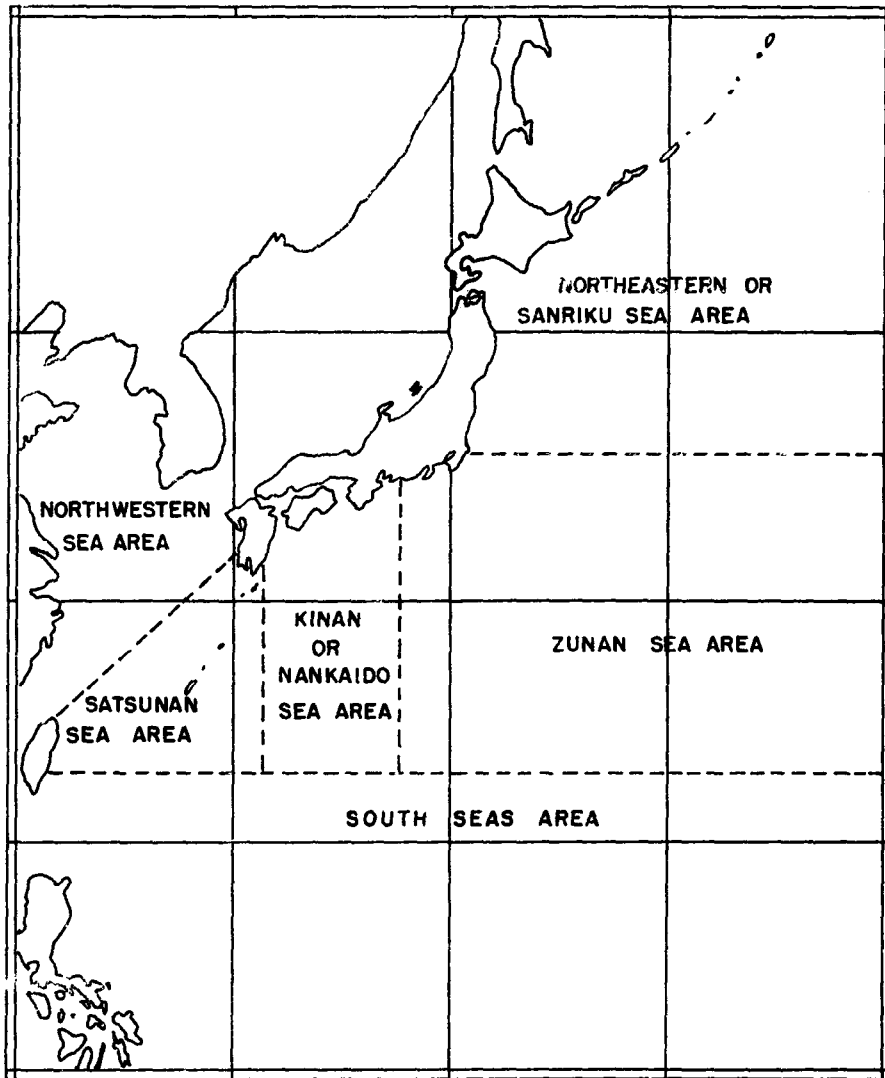 NORTHEASTERN OR
SANRIKU SEA AREA
NORTHWESTERN
SEA AREA
KINAN
OR
NANKAIDO
SEA AREA
ZUNAN SEA AREA
SATSUNAN
SEA AREA
SOUTH SEAS AREA